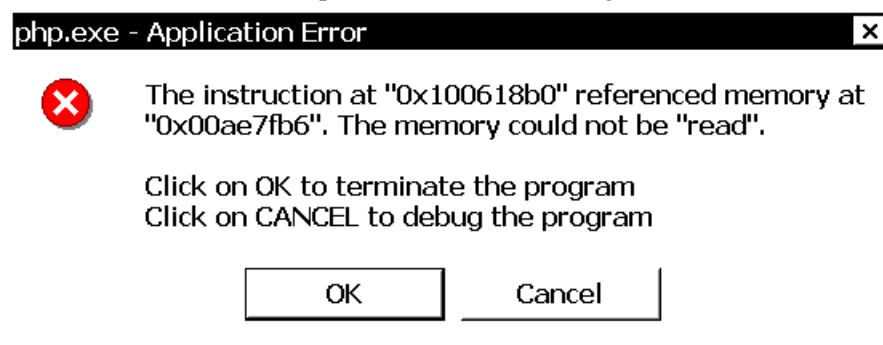 php.exe - Application Error
The instruction at "0x100618b0" referenced memory at
"0x00ae7fb6". The memory could not be "read".
Click on OK to terminate the program
Click on CANCEL to debug the program
OK Cancel